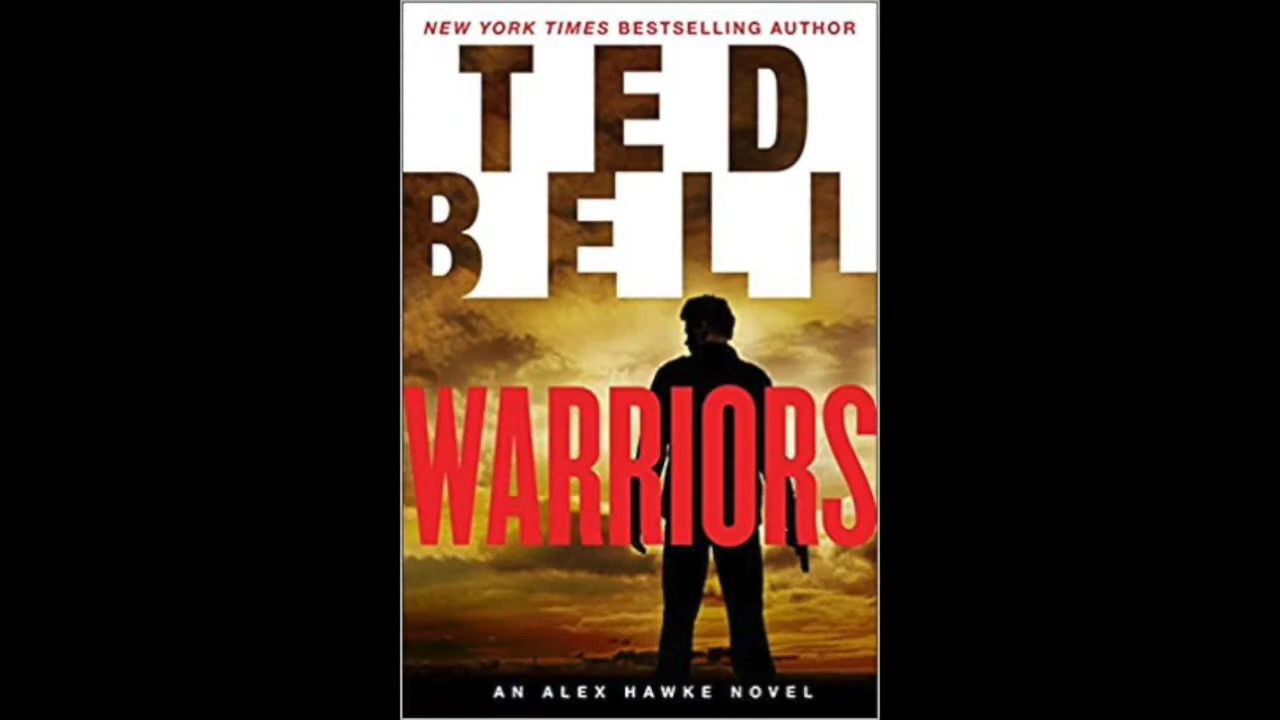 NEW YORK TIMES BESTSELLING AUTHOR
TED
BELL
WARRIORS
AN ALEX HAWKE NOVEL